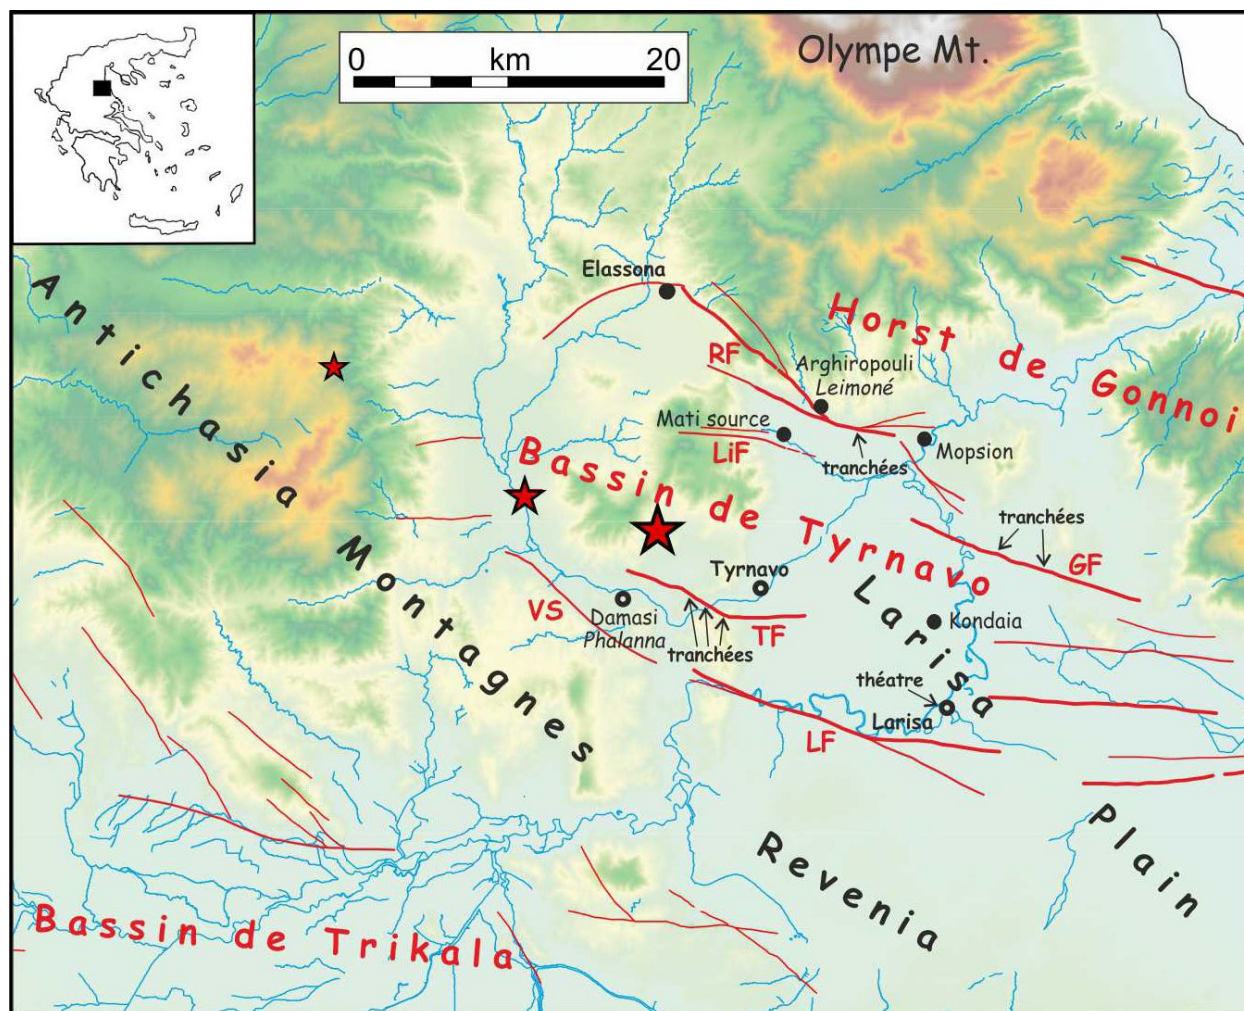 0 km 20
Olympe Mt.
Elassona
Antichasia Montagnes
Horst de Gonnoi
RF
Arghiropouli
Leimoné
Mati source
LiF
tranchées
Mopsion
Bassin de Tyrnavo
tranchées
GF
Tyrnavo
VS
Damasi
Phalanna
tranchées
TF
Kondaia
Larisa Plain
théatre
Larisa
LF
Revenia
Bassin de Trikala